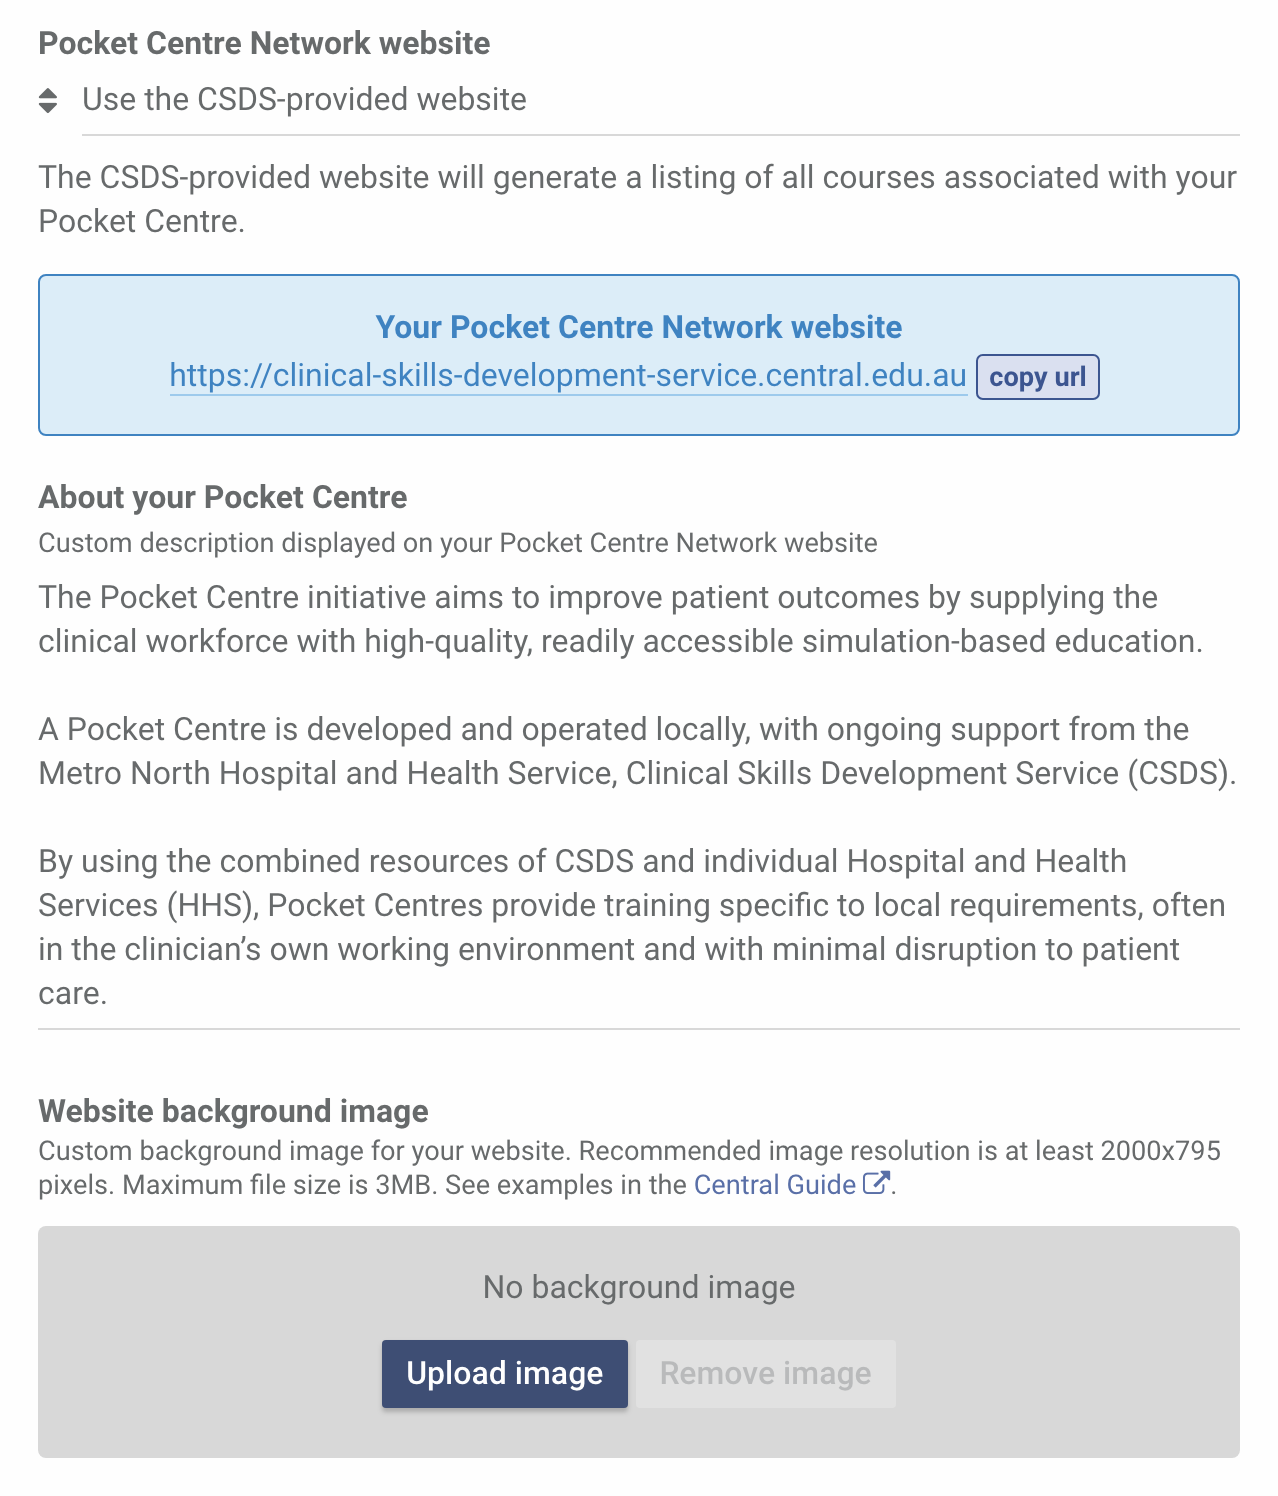 Pocket Centre Network website
Use the CSDS-provided website
The CSDS-provided website will generate a listing of all courses associated with your
Pocket Centre.
Your Pocket Centre Network website
https://clinical-skills-development-service.central.edu.au copy url
About your Pocket Centre
Custom description displayed on your Pocket Centre Network website
The Pocket Centre initiative aims to improve patient outcomes by supplying the
clinical workforce with high-quality, readily accessible simulation-based education.
A Pocket Centre is developed and operated locally, with ongoing support from the
Metro North Hospital and Health Service, Clinical Skills Development Service (CSDS).
By using the combined resources of CSDS and individual Hospital and Health
Services (HHS), Pocket Centres provide training specific to local requirements, often
in the clinician’s own working environment and with minimal disruption to patient
care.
Website background image
Custom background image for your website. Recommended image resolution is at least 2000x795
pixels. Maximum file size is 3MB. See examples in the Central Guide.
No background image
Upload image Remove image